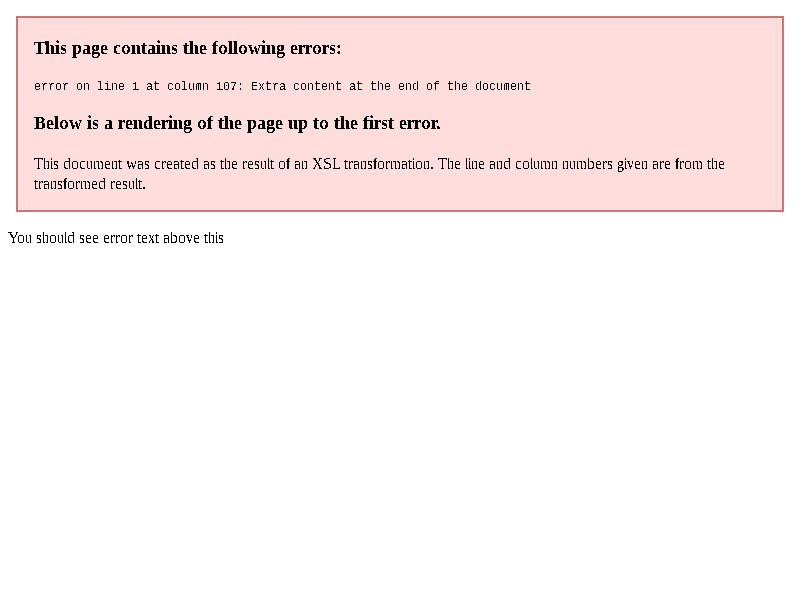 This page contains the following errors:
error on line 1 at column 107: Extra content at the end of the document
Below is a rendering of the page up to the first error.
This document was created as the result of an XSL transformation. The line and column numbers given are from the
transformed result.
You should see error text above this